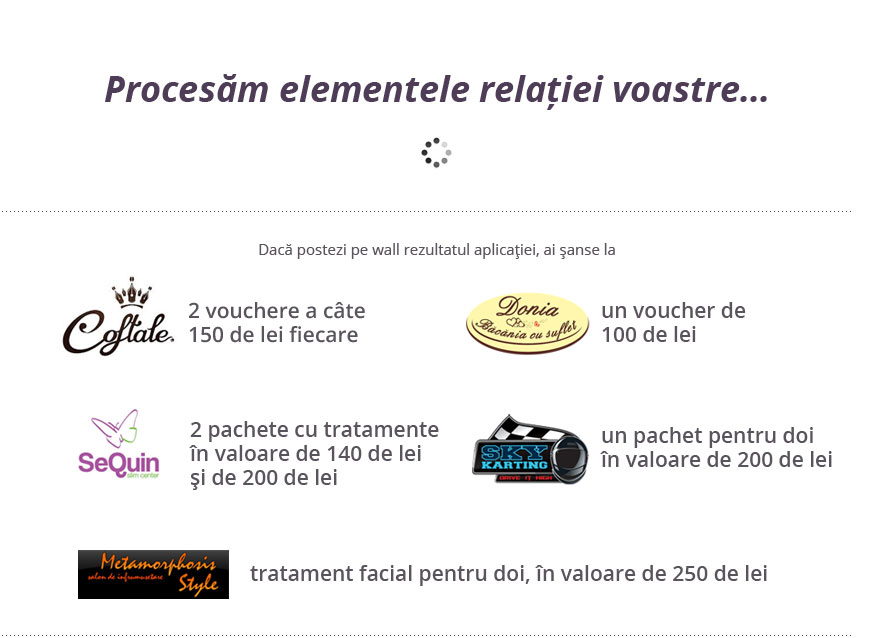 Procesăm elementele relației voastre...
Dacă postezi pe wall rezultatul aplicaţiei, ai şanse la
Coftale.
2 vouchere a câte
150 de lei fiecare
Donia
Băcănia cu suflet
un voucher de
100 de lei
SeQuin
slim center
2 pachete cu tratamente
în valoare de 140 de lei
şi de 200 de lei
SKY
KARTING
DRIVE IT HIGH
un pachet pentru doi
în valoare de 200 de lei
Metamorphosis
salon de infrumusetare
Style
tratament facial pentru doi, în valoare de 250 de lei